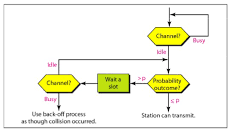 Channel?
Busy
Idle
Idle
Channel?
Wait a
slot
>p
Probability
outcome?
Busy
≤ p
Use back-off process
as though collision occurred.
Station can transmit.